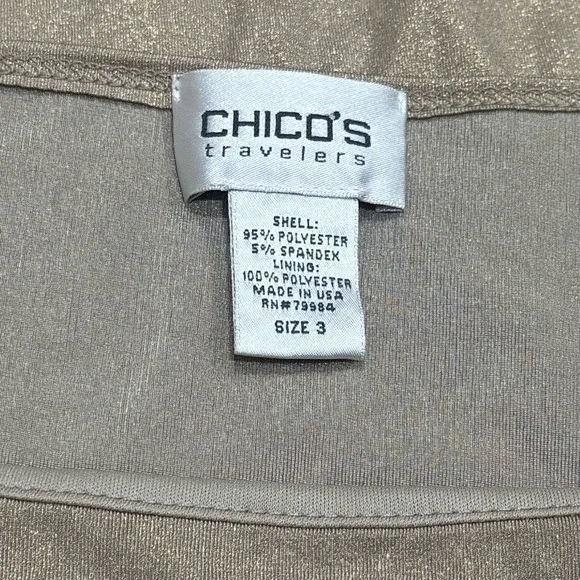 CHICO'S
travelers
SHELL:
95% POLYESTER
5% SPANDEX
LINING:
100% POLYESTER
MADE IN USA
RN#79984
SIZE 3